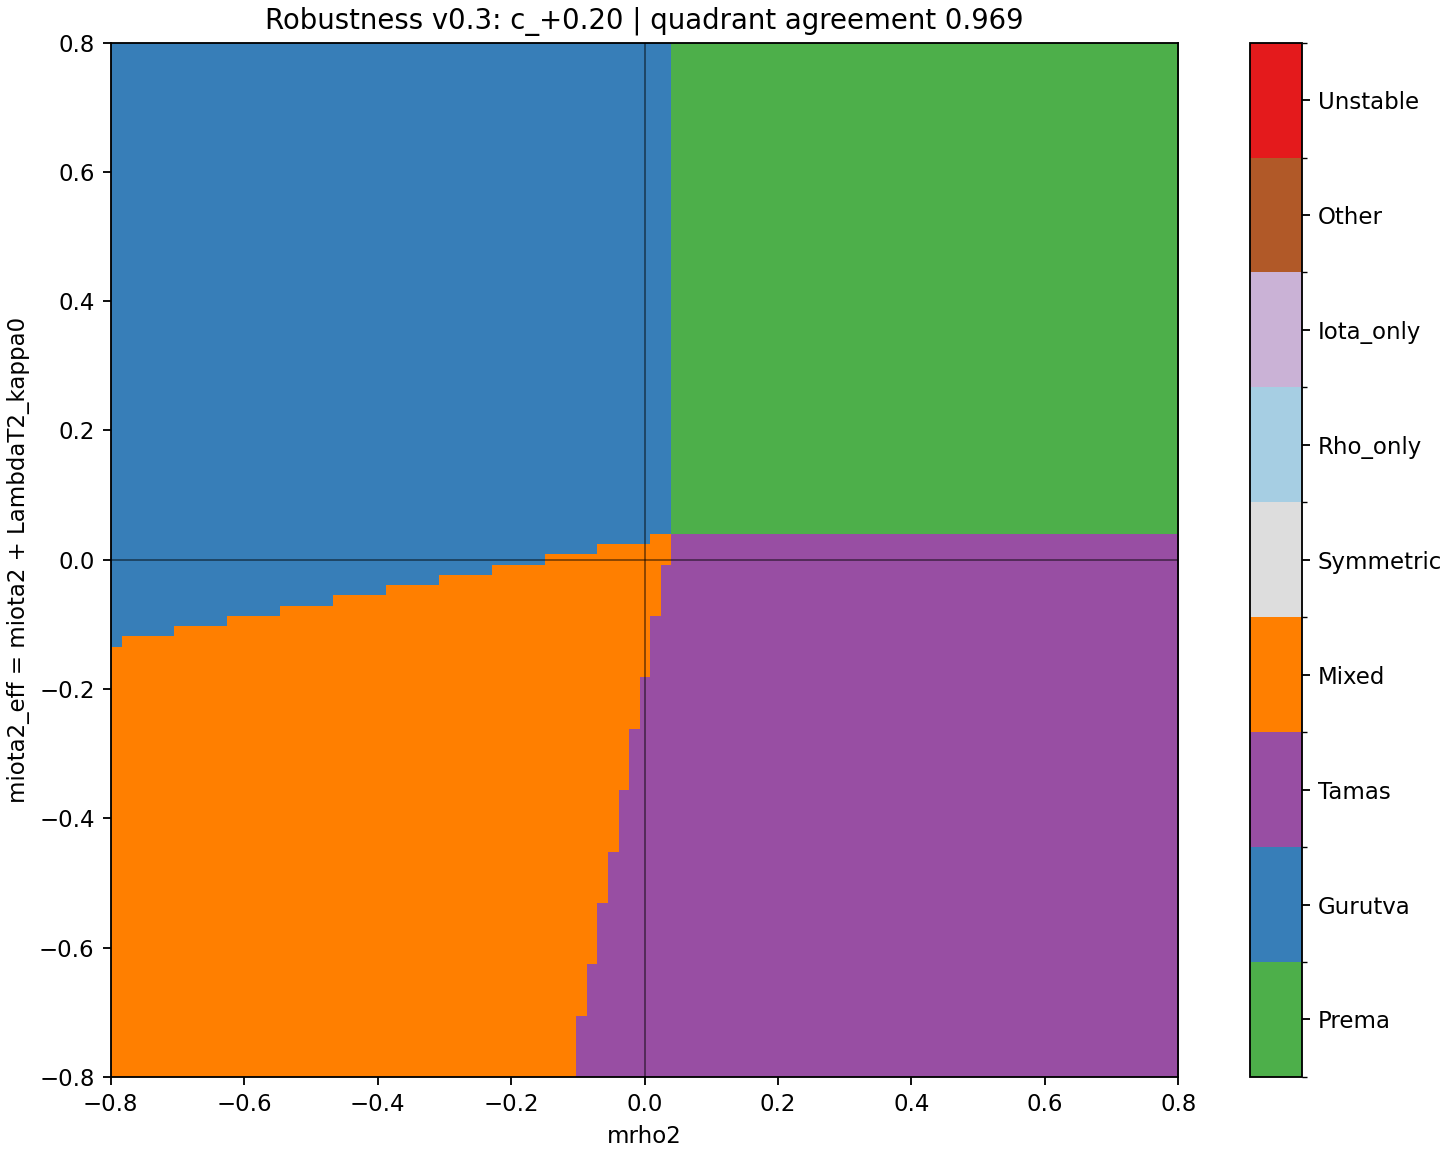 Robustness v0.3: c_+0.20 | quadrant agreement 0.969
0.8
0.6
0.4
0.2
0.0
−0.2
−0.4
−0.6
−0.8
miota2_eff = miota2 + LambdaT2_kappa0
−0.8
−0.6
−0.4
−0.2
0.0
0.2
0.4
0.6
0.8
mrho2
Unstable
Other
Iota_only
Rho_only
Symmetric
Mixed
Tamas
Gurutva
Prema